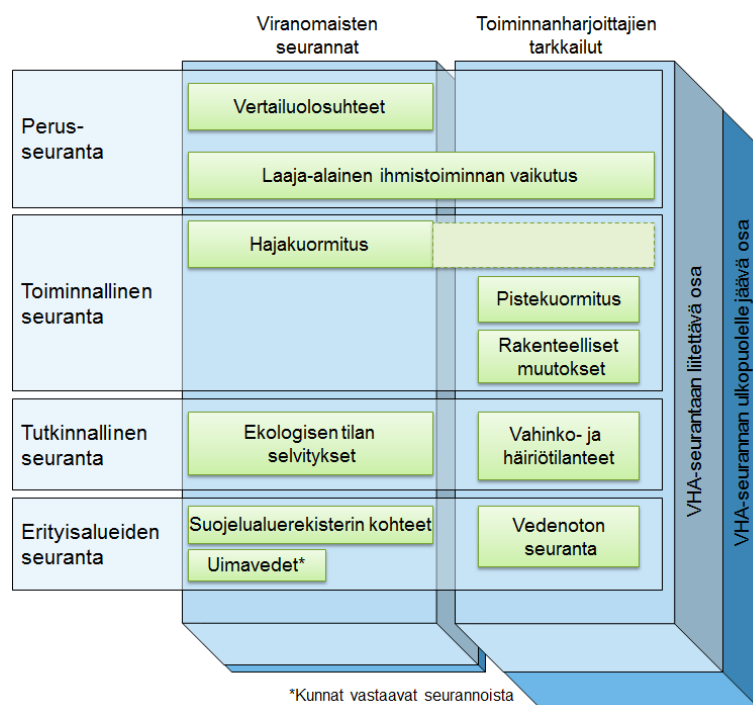 Viranomaisten
seurannat
Toiminnanharjoittajien
tarkkailut
Perus-
seuranta
Vertailuolosuhteet
Laaja-alainen ihmistoiminnan vaikutus
Toiminnallinen
seuranta
Hajakuormitus
Pistekuormitus
Rakenteelliset
muutokset
Tutkinnallinen
seuranta
Ekologisen tilan
selvitykset
Vahinko- ja
häiriötilanteet
Erityisalueiden
seuranta
Suojelualuerekisterin kohteet
Uimavedet*
Vedenoton
seuranta
VHA-seurantaan liitettävä osa
VHA-seurannan ulkopuolelle jäävä osa
*Kunnat vastaavat seurannoista